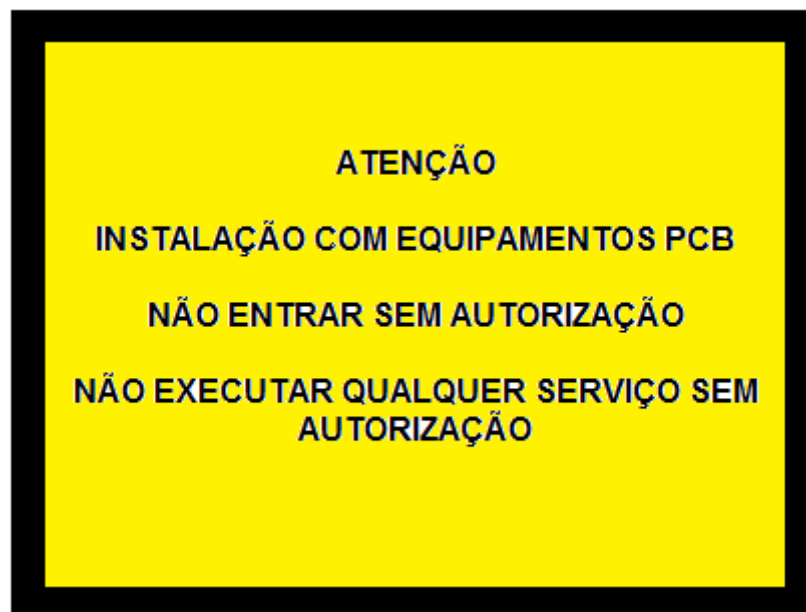 ATENÇÃO
INSTALAÇÃO COM EQUIPAMENTOS PCB
NÃO ENTRAR SEM AUTORIZAÇÃO
NÃO EXECUTAR QUALQUER SERVIÇO SEM
AUTORIZAÇÃO